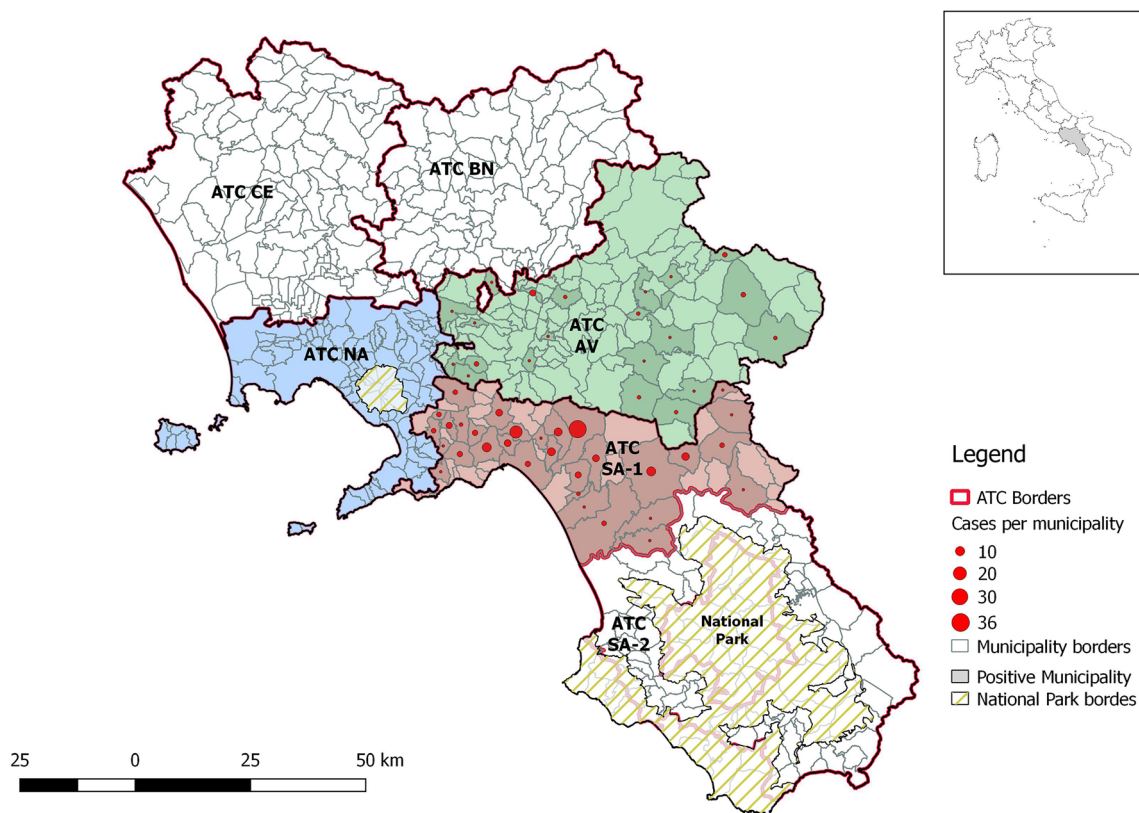 ATC BN
ATC CE
ATC
AV
ATC NA
ATC
SA-1
ATC
SA-2
National
Park
Legend
ATC Borders
Cases per municipality
10
20
30
36
Municipality borders
Positive Municipality
National Park bordes
25 0 25 50 km